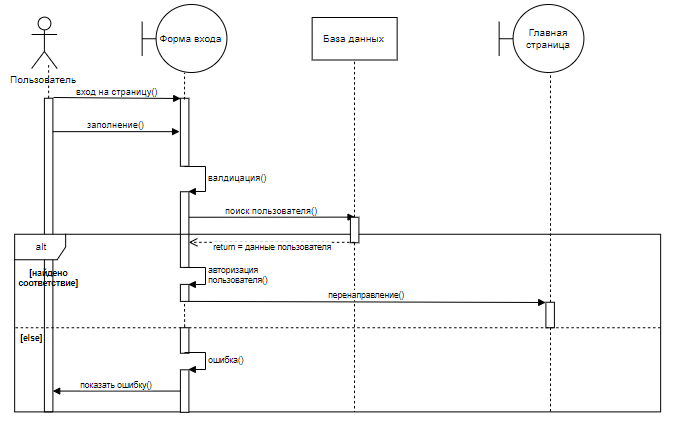 Пользователь
Форма входа
База данных
Главная
страница
вход на страницу()
заполнение()
валдицация()
поиск пользователя()
alt
return = данные пользователя
[найдено
соответствие]
авторизация
пользователя()
перенаправление()
[else]
ошибка()
показать ошибку()